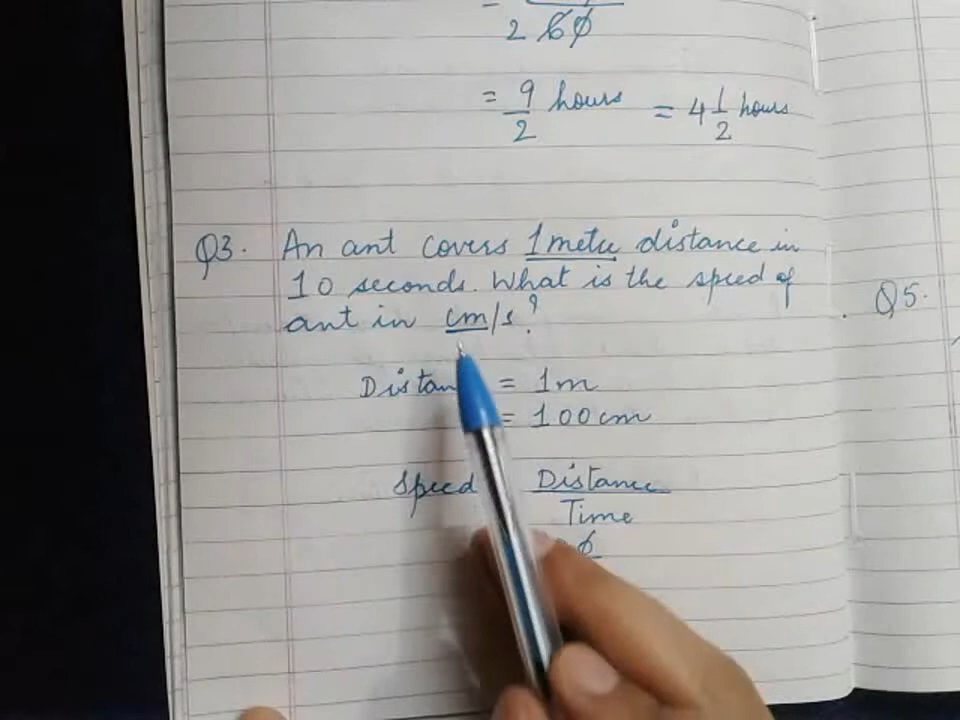 =
2 60
= 9/2 hours = 4 1/2 hours
Q3. An ant covers 1 metre distance in
10 seconds. What is the speed of
ant in cm/s?
Q5.
Distan = 1m
= 100 cm
Speed Distance
Time